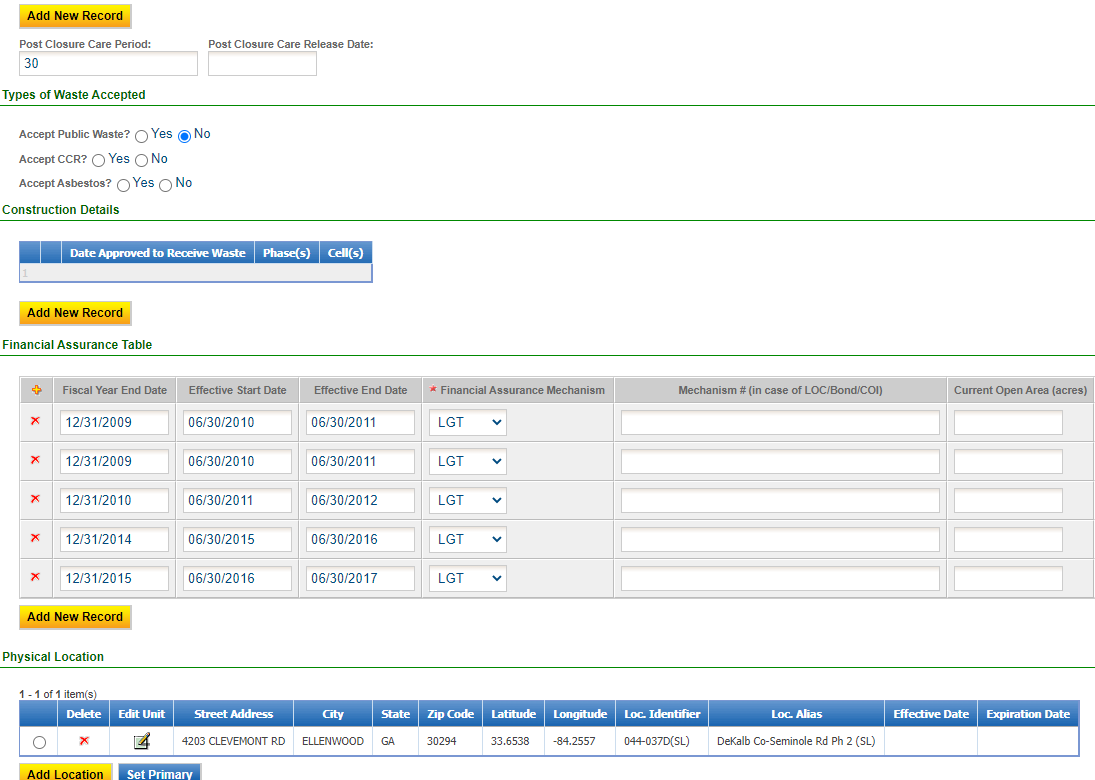 Add New Record
Post Closure Care Period: Post Closure Care Release Date:
30
Types of Waste Accepted
Accept Public Waste? Yes No
Accept CCR? Yes No
Accept Asbestos? Yes No
Construction Details
Date Approved to Receive Waste Phase(s) Cell(s)
1
Add New Record
Financial Assurance Table
Fiscal Year End Date Effective Start Date Effective End Date * Financial Assurance Mechanism Mechanism # (in case of LOC/Bond/COI) Current Open Area (acres)
12/31/2009 06/30/2010 06/30/2011 LGT
12/31/2009 06/30/2010 06/30/2011 LGT
12/31/2010 06/30/2011 06/30/2012 LGT
12/31/2014 06/30/2015 06/30/2016 LGT
12/31/2015 06/30/2016 06/30/2017 LGT
Add New Record
Physical Location
1 - 1 of 1 item(s)
Delete Edit Unit Street Address City State Zip Code Latitude Longitude Loc. Identifier Loc. Alias Effective Date Expiration Date
4203 CLEVEMONT RD ELLENWOOD GA 30294 33.6538 -84.2557 044-037D(SL) DeKalb Co-Seminole Rd Ph 2 (SL)
Add Location Set Primary